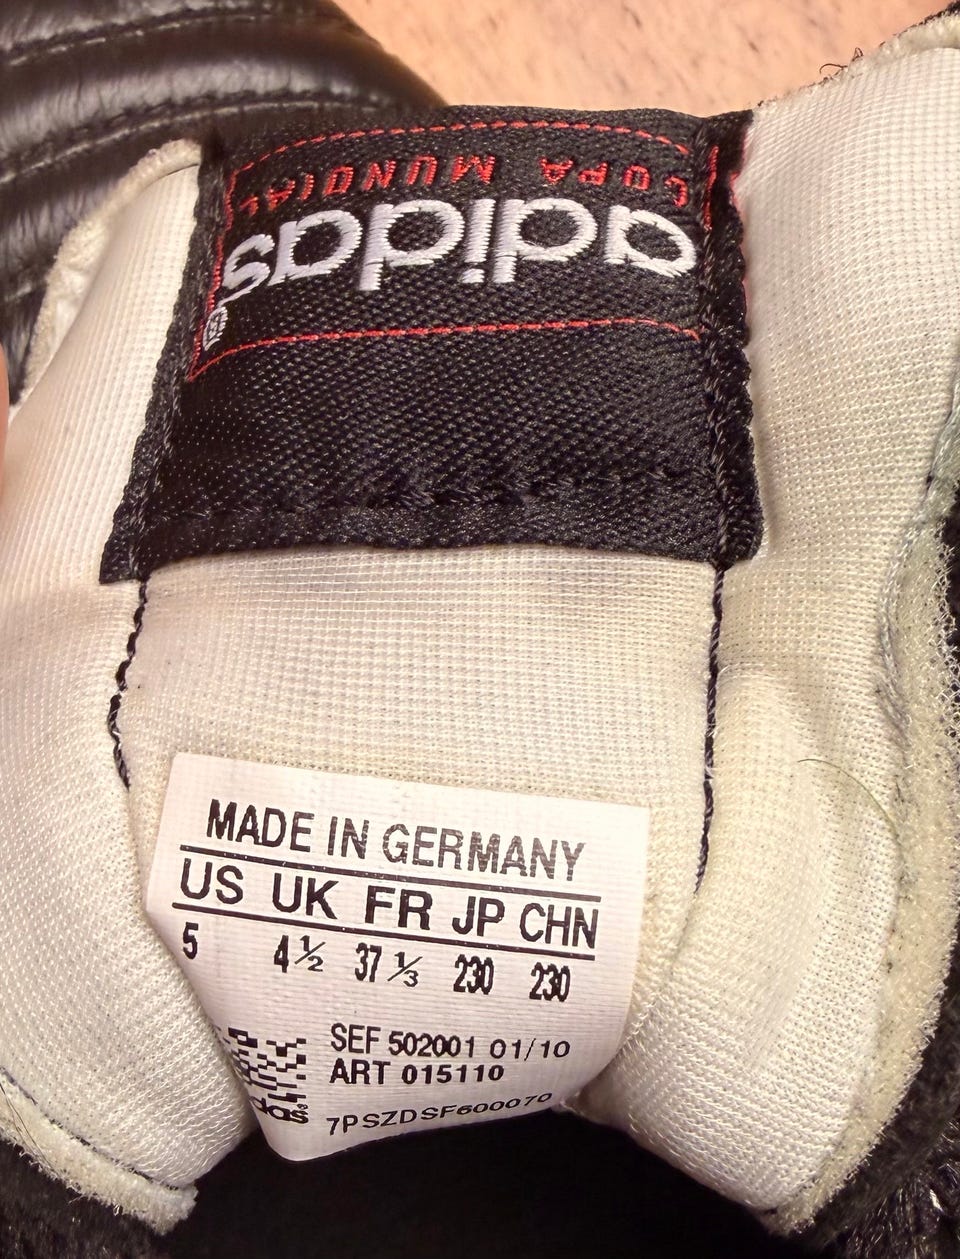 COPA MUNDIAL
adidas
MADE IN GERMANY
US UK FR JP CHN
5 4½ 37⅓ 230 230
SEF 502001 01/10
ART 015110
7PSZDSF600070
das